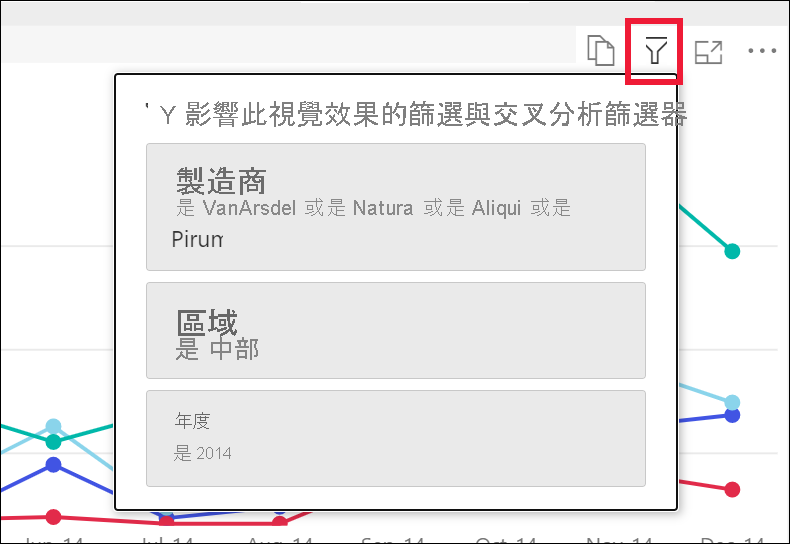 影響此視覺效果的篩選與交叉分析篩選器
製造商
是 VanArsdel 或是 Natura 或是 Aliqui 或是
Pirum
區域
是 中部
年度
是 2014
Jun 14 Jul 14 Aug 14 Sep 14 Oct 14 Nov 14 Dec 14